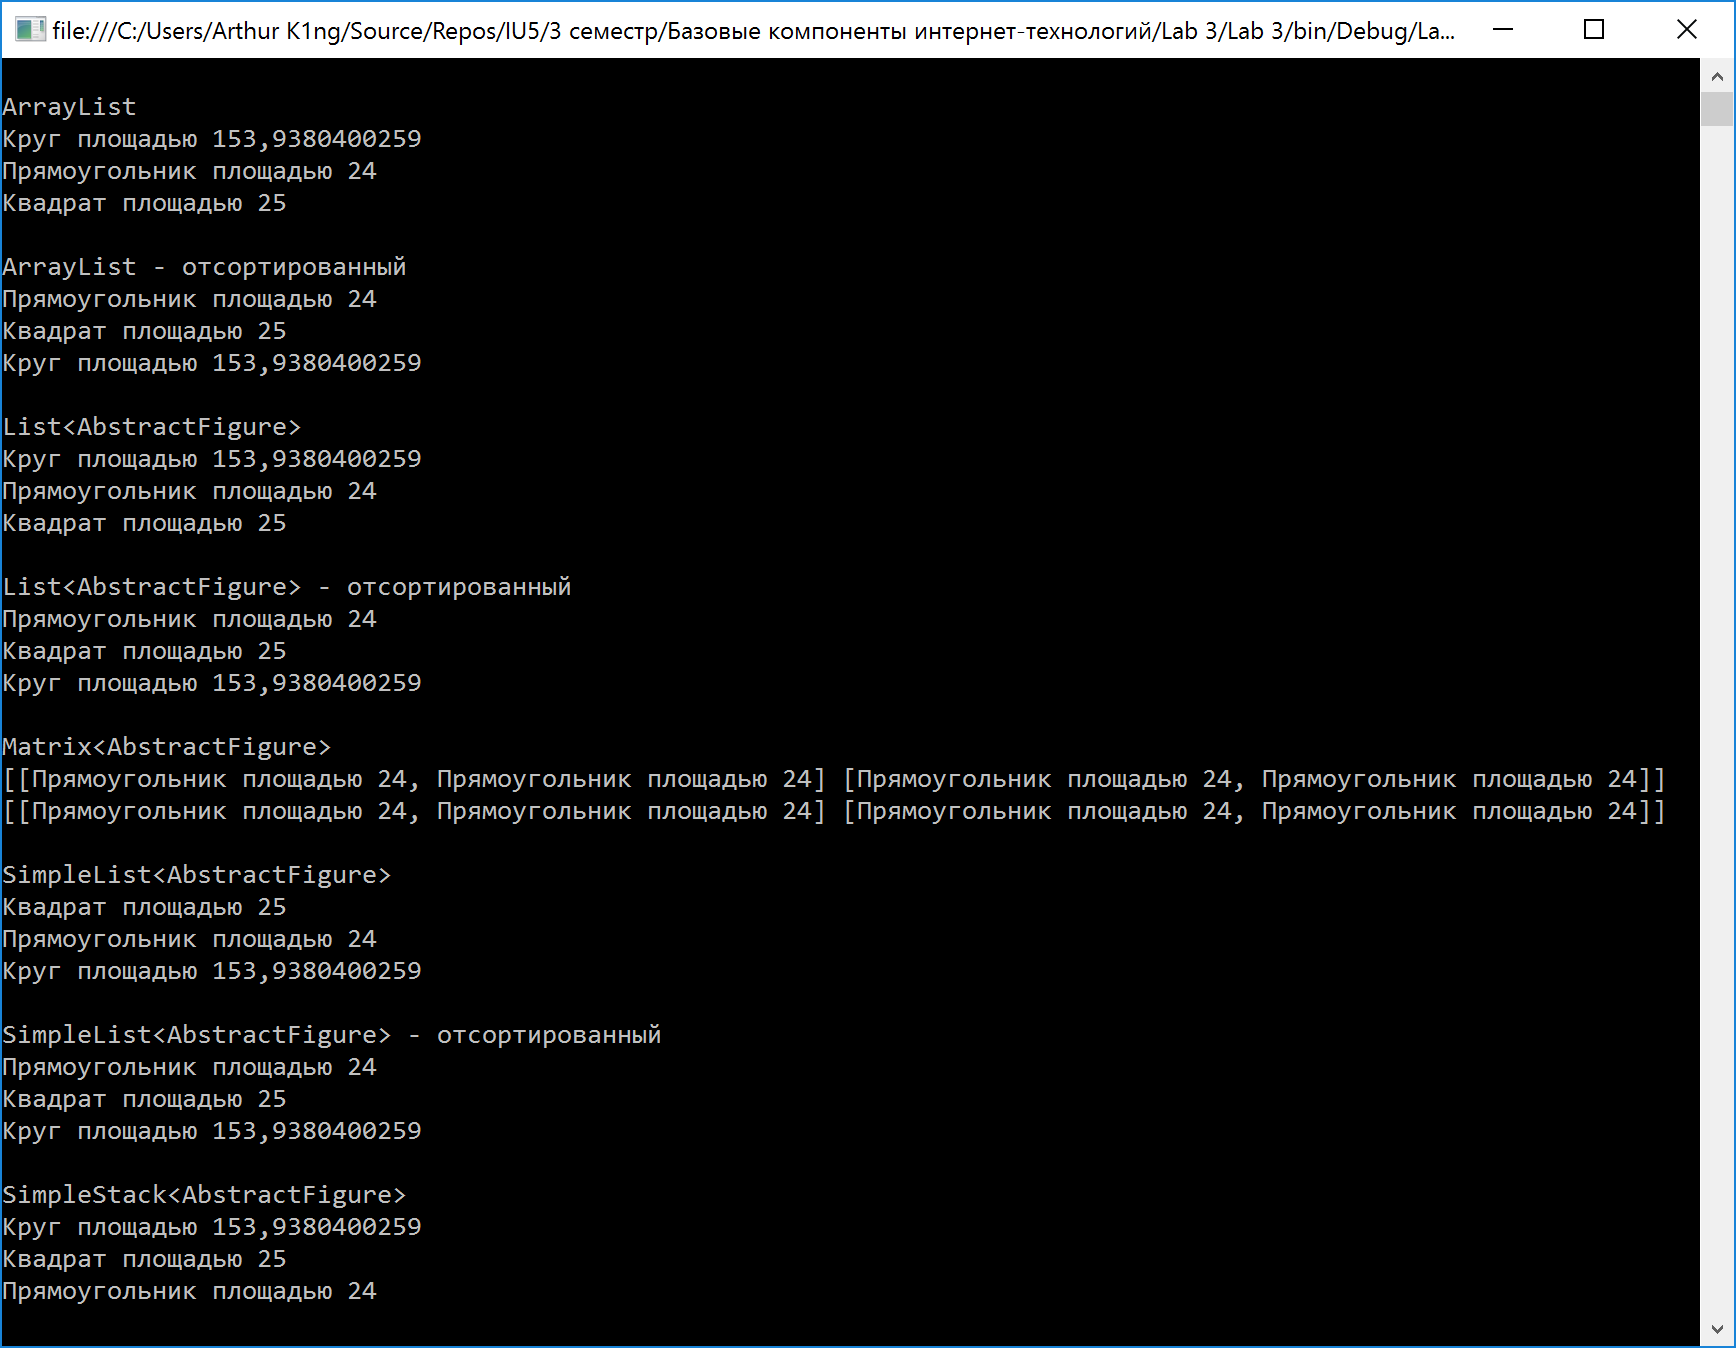 file:///C:/Users/Arthur K1ng/Source/Repos/IU5/3 семестр/Базовые компоненты интернет-технологий/Lab 3/Lab 3/bin/Debug/La...
ArrayList
Круг площадью 153,9380400259
Прямоугольник площадью 24
Квадрат площадью 25
ArrayList - отсортированный
Прямоугольник площадью 24
Квадрат площадью 25
Круг площадью 153,9380400259
List<AbstractFigure>
Круг площадью 153,9380400259
Прямоугольник площадью 24
Квадрат площадью 25
List<AbstractFigure> - отсортированный
Прямоугольник площадью 24
Квадрат площадью 25
Круг площадью 153,9380400259
Matrix<AbstractFigure>
[[Прямоугольник площадью 24, Прямоугольник площадью 24] [Прямоугольник площадью 24, Прямоугольник площадью 24]]
[[Прямоугольник площадью 24, Прямоугольник площадью 24] [Прямоугольник площадью 24, Прямоугольник площадью 24]]
SimpleList<AbstractFigure>
Квадрат площадью 25
Прямоугольник площадью 24
Круг площадью 153,9380400259
SimpleList<AbstractFigure> - отсортированный
Прямоугольник площадью 24
Квадрат площадью 25
Круг площадью 153,9380400259
SimpleStack<AbstractFigure>
Круг площадью 153,9380400259
Квадрат площадью 25
Прямоугольник площадью 24